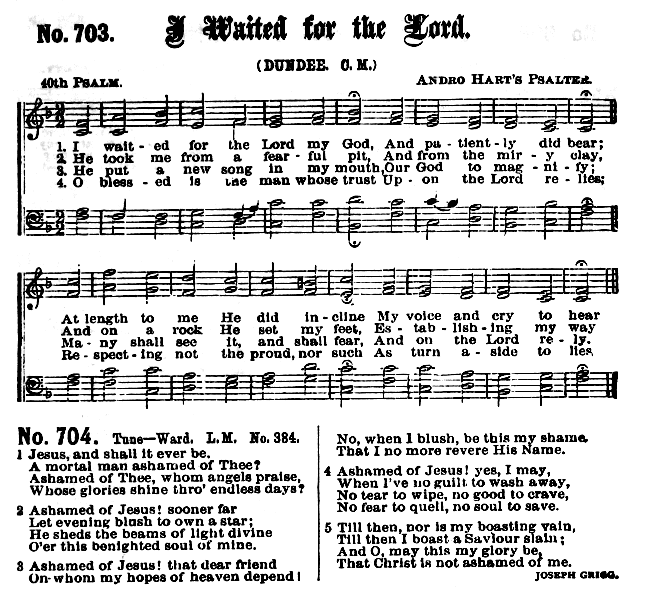 No. 703. I Waited for the Lord.
(DUNDEE. C. M.)
40th Psalm. Andro Hart's Psalter.
1. I wait - ed for the Lord my God, And pa - tient - ly did bear;
2. He took me from a fear - ful pit, And from the mir - y clay,
3. He put a new song in my mouth, Our God to mag - ni - fy;
4. O bless - ed is the man whose trust Up - on the Lord re - lies;
At length to me He did in - cline My voice and cry to hear
And on a rock He set my feet, Es - tab - lish - ing my way
Ma - ny shall see it, and shall fear, And on the Lord re - ly.
Re - spect - ing not the proud, nor such As turn a - side to lies.
No. 704. Tune—Ward. L.M. No. 384.
1 Jesus, and shall it ever be.
A mortal man ashamed of Thee?
Ashamed of Thee, whom angels praise,
Whose glories shine thro' endless days?
2 Ashamed of Jesus! sooner far
Let evening blush to own a star;
He sheds the beams of light divine
O'er this benighted soul of mine.
3 Ashamed of Jesus! that dear friend
On whom my hopes of heaven depend!
No, when I blush, be this my shame.
That I no more revere His Name.
4 Ashamed of Jesus! yes, I may,
When I've no guilt to wash away,
No tear to wipe, no good to crave,
No fear to quell, no soul to save.
5 Till then, nor is my boasting vain,
Till then I boast a Saviour slain;
And O, may this my glory be,
That Christ is not ashamed of me.
JOSEPH GRIGG.